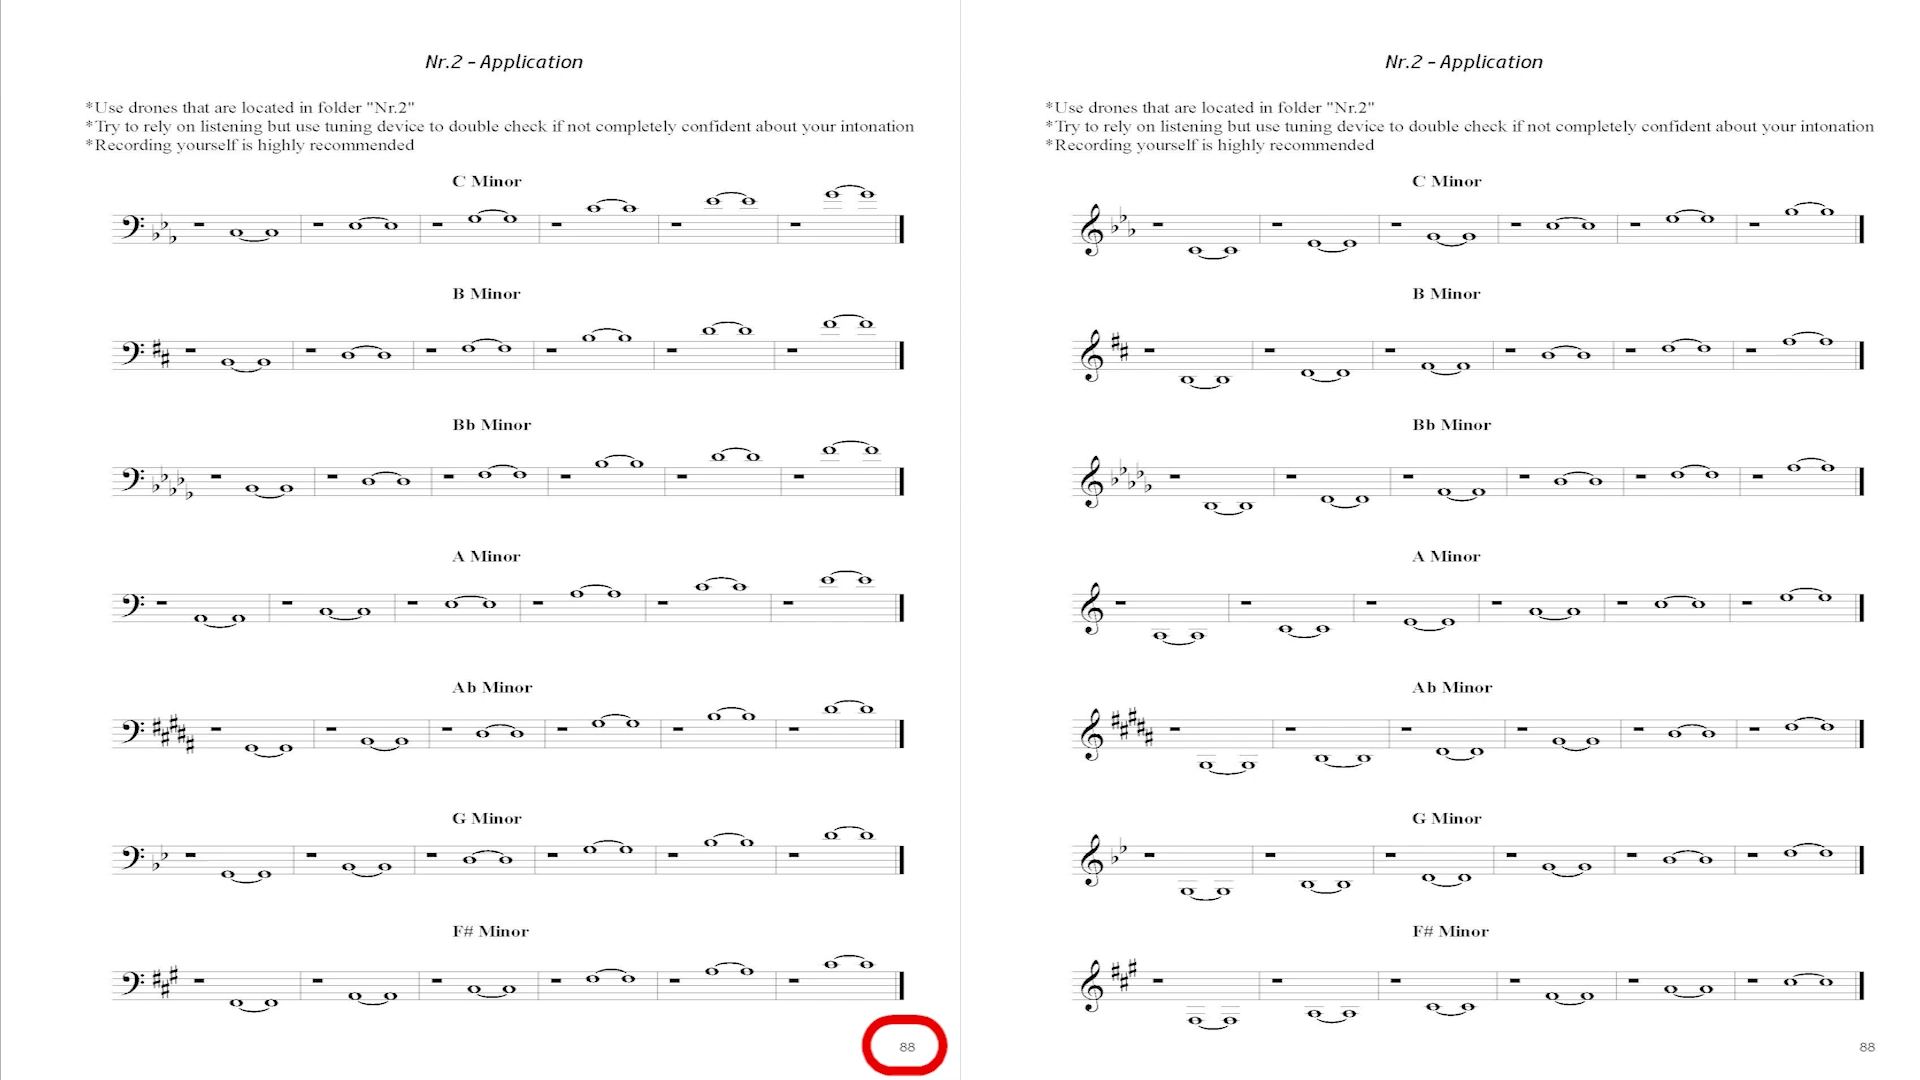 Nr.2 – Application
*Use drones that are located in folder "Nr.2"
*Try to rely on listening but use tuning device to double check if not completely confident about your intonation
*Recording yourself is highly recommended
C Minor
B Minor
Bb Minor
A Minor
Ab Minor
G Minor
F# Minor
88
Nr.2 – Application
*Use drones that are located in folder "Nr.2"
*Try to rely on listening but use tuning device to double check if not completely confident about your intonation
*Recording yourself is highly recommended
C Minor
B Minor
Bb Minor
A Minor
Ab Minor
G Minor
F# Minor
88